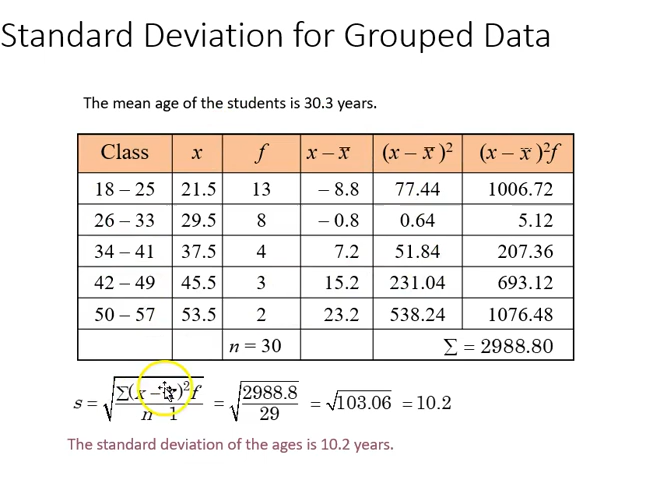 Standard Deviation for Grouped Data
The mean age of the students is 30.3 years.
Class x f x – x̄ (x – x̄)² (x – x̄)²f
18 – 25 21.5 13 – 8.8 77.44 1006.72
26 – 33 29.5 8 – 0.8 0.64 5.12
34 – 41 37.5 4 7.2 51.84 207.36
42 – 49 45.5 3 15.2 231.04 693.12
50 – 57 53.5 2 23.2 538.24 1076.48
n = 30 Σ = 2988.80
s = √(Σ(x – )²f / n 1) = √(2988.8 / 29) = √103.06 = 10.2
The standard deviation of the ages is 10.2 years.